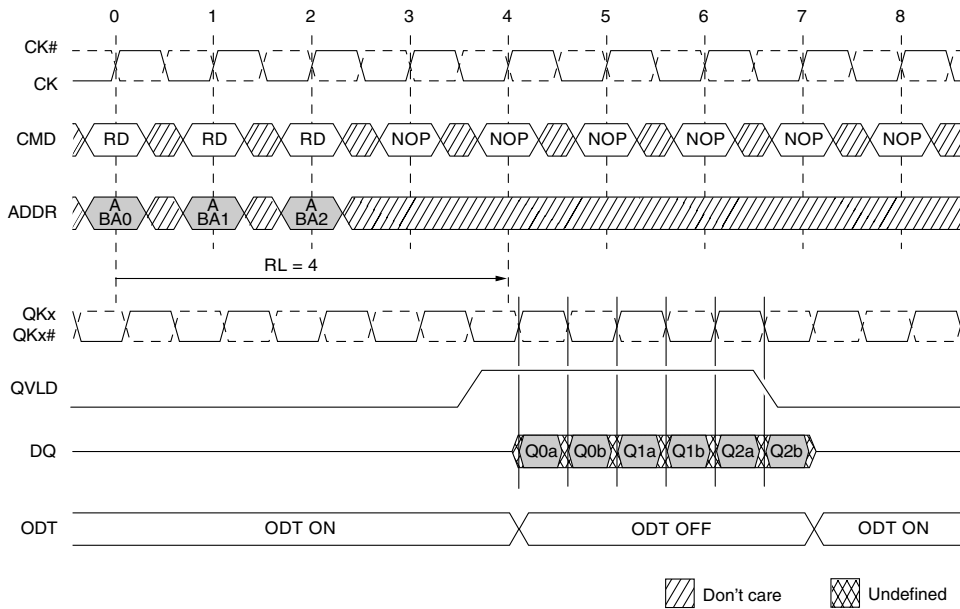 0 1 2 3 4 5 6 7 8
CK#
CK
CMD RD RD RD NOP NOP NOP NOP NOP NOP
ADDR A BA0 A BA1 A BA2
RL = 4
QKx
QKx#
QVLD
DQ Q0a Q0b Q1a Q1b Q2a Q2b
ODT ODT ON ODT OFF ODT ON
Don't care Undefined